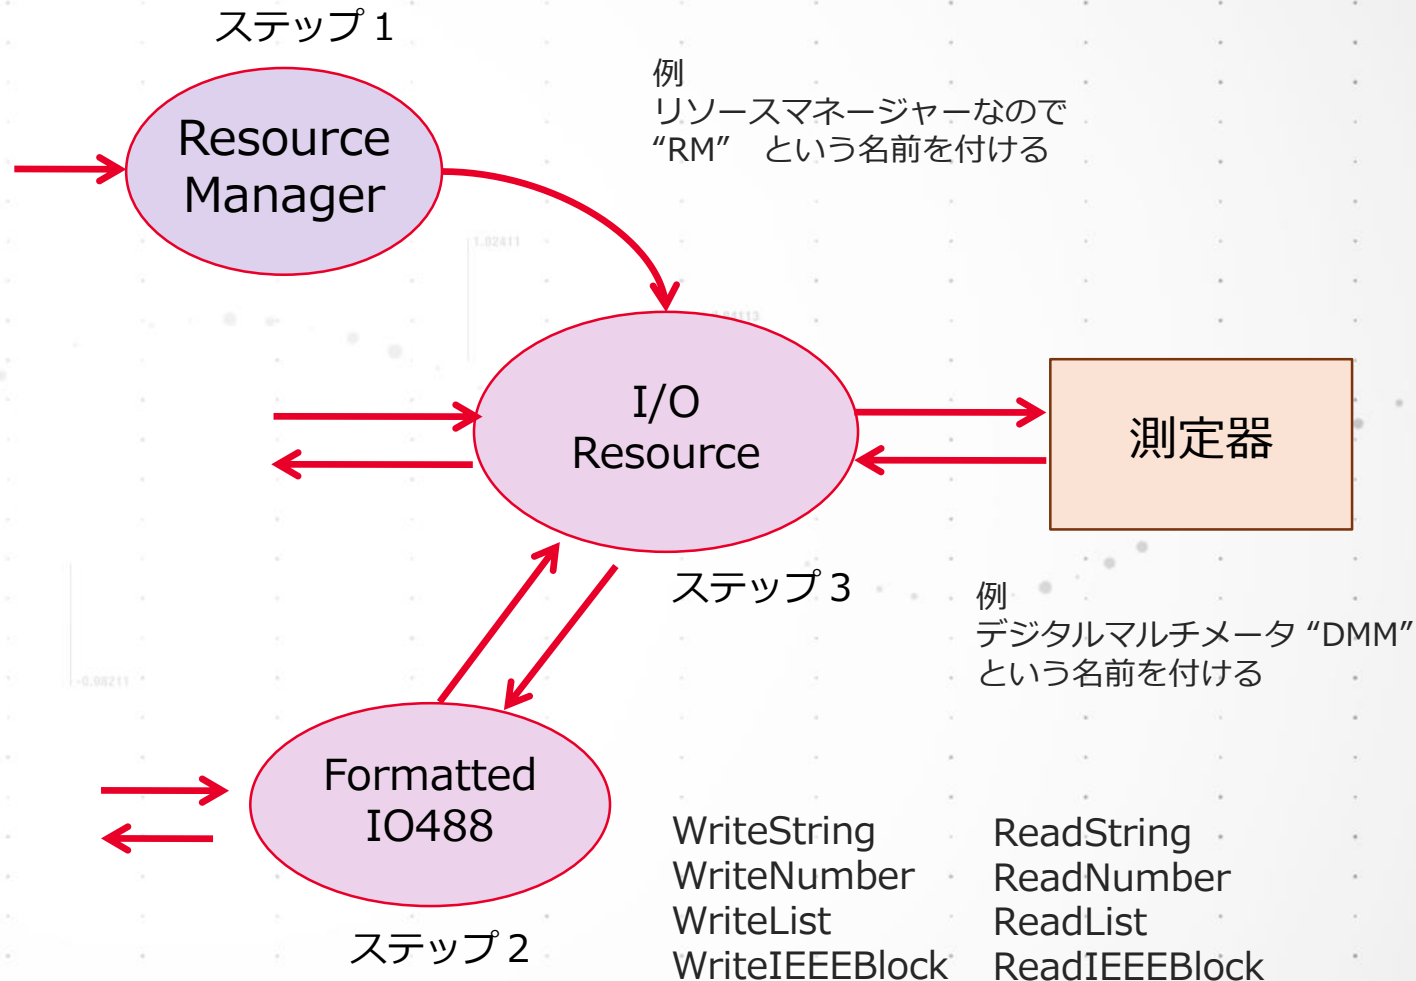 ステップ 1
例
リソースマネージャーなので
“RM”　という名前を付ける
Resource
Manager
1.02411
I/O
Resource
測定器
ステップ 3
例
デジタルマルチメータ “DMM”
という名前を付ける
-0.98211
Formatted
IO488
ステップ 2
WriteString
WriteNumber
WriteList
WriteIEEEBlock
ReadString
ReadNumber
ReadList
ReadIEEEBlock